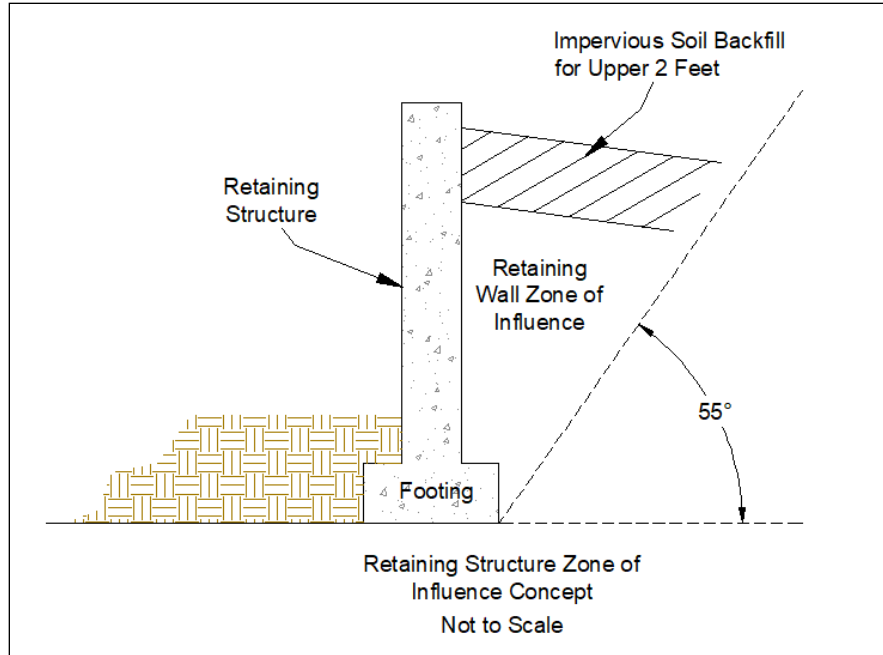 Impervious Soil Backfill
for Upper 2 Feet
Retaining
Structure
Retaining
Wall Zone of
Influence
55°
Footing
Retaining Structure Zone of
Influence Concept
Not to Scale